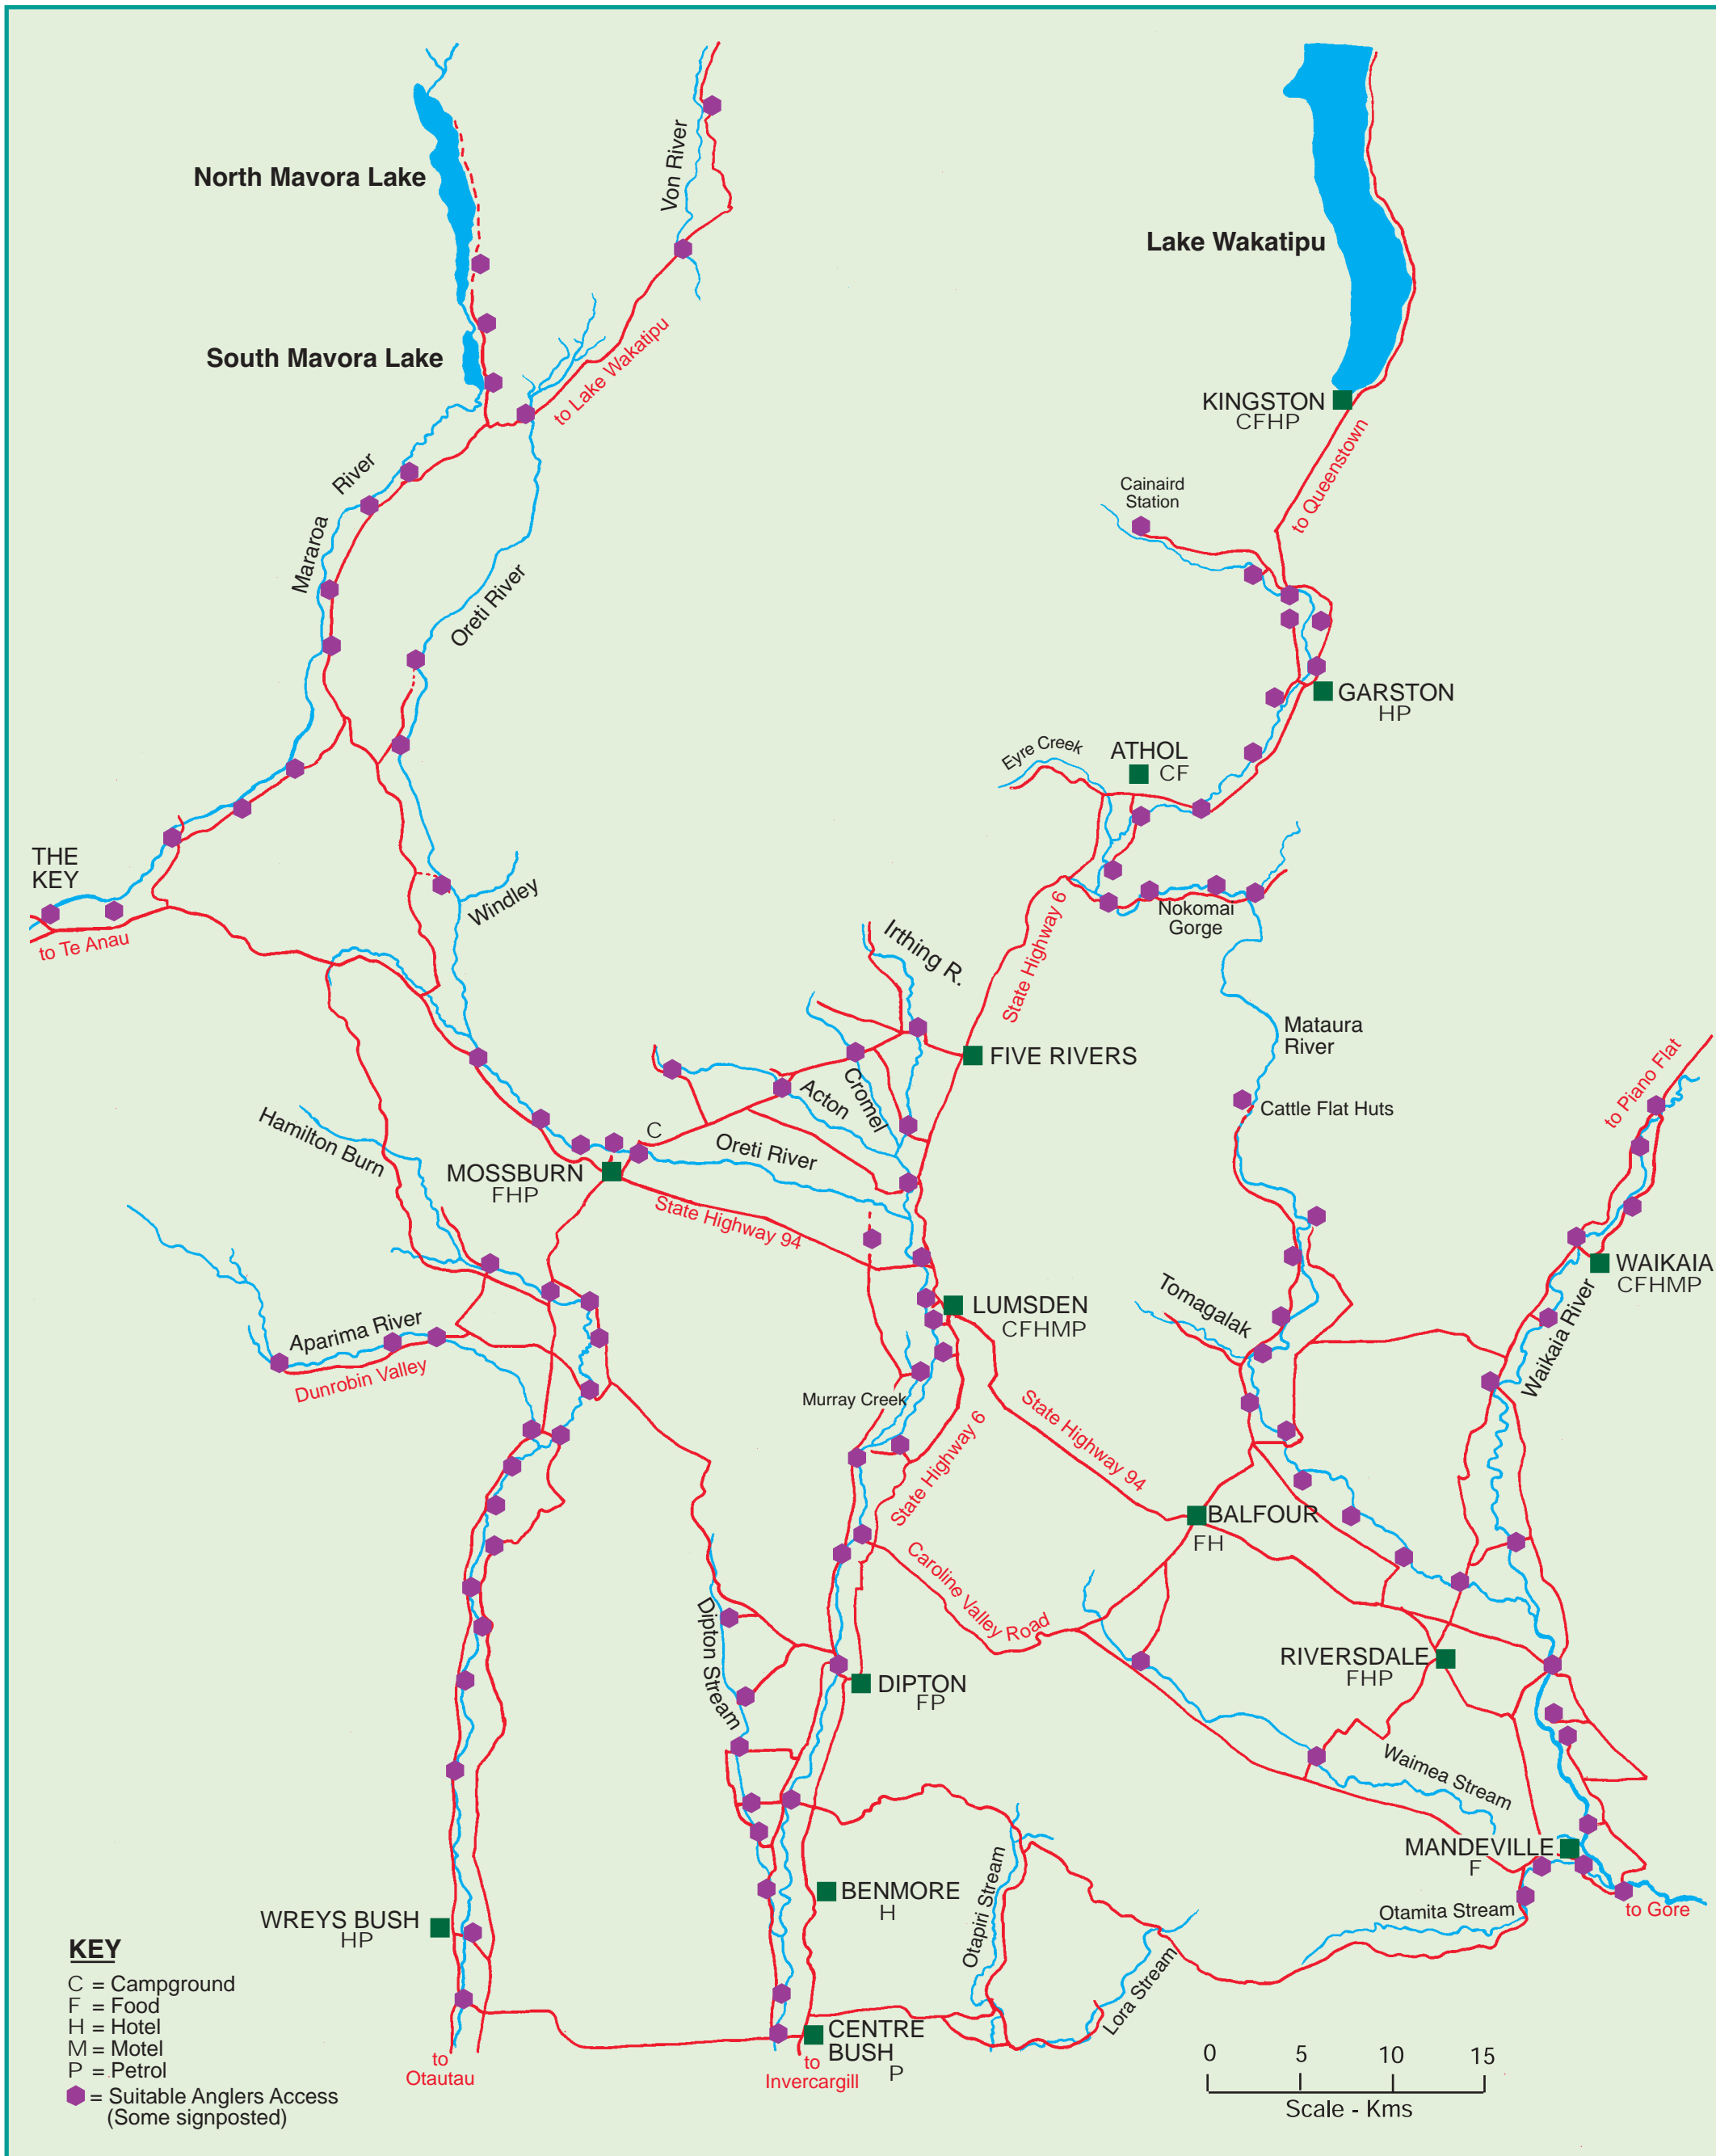 North Mavora Lake
Von River
Lake Wakatipu
South Mavora Lake
to Lake Wakatipu
KINGSTON
CFHP
to Queenstown
Cainaird
Station
River
Mararoa
Oreti River
GARSTON
HP
Eyre Creek
ATHOL
CF
THE
KEY
to Te Anau
Windley
Nokomai
Gorge
State Highway 6
Irthing R.
Mataura
River
FIVE RIVERS
to Piano Flat
Cromel
Acton
Cattle Flat Huts
Hamilton Burn
C
Oreti River
MOSSBURN
FHP
State Highway 94
WAIKAIA
CFHMP
Waikaia River
Tomagalak
LUMSDEN
CFHMP
Aparima River
Dunrobin Valley
Murray Creek
State Highway 6
State Highway 94
BALFOUR
FH
Caroline Valley Road
Dipton Stream
RIVERSDALE
FHP
DIPTON
FP
Waimea Stream
MANDEVILLE
F
Otapiri Stream
BENMORE
H
Otamita Stream
to Gore
WREYS BUSH
HP
Lora Stream
KEY
C = Campground
F = Food
H = Hotel
M = Motel
P = Petrol
= Suitable Anglers Access
(Some signposted)
CENTRE
BUSH
P
to
Otautau
to
Invercargill
0 5 10 15
Scale - Kms